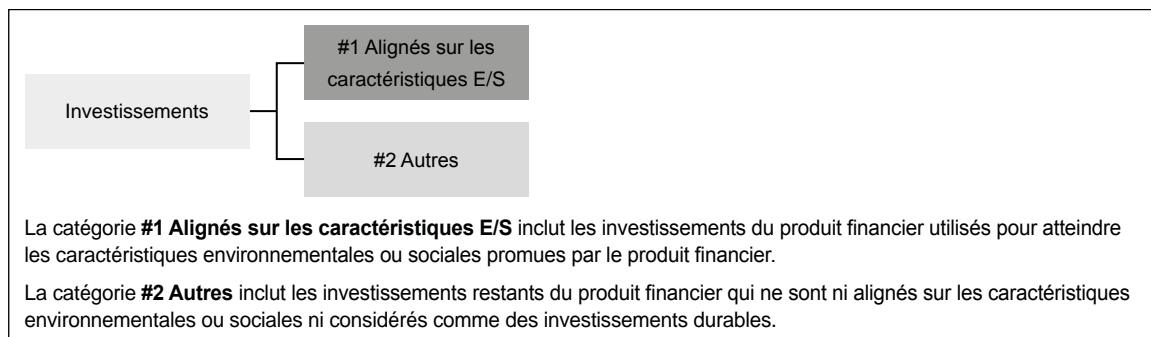 #1 Alignés sur les
caractéristiques E/S
Investissements
#2 Autres
La catégorie #1 Alignés sur les caractéristiques E/S inclut les investissements du produit financier utilisés pour atteindre
les caractéristiques environnementales ou sociales promues par le produit financier.
La catégorie #2 Autres inclut les investissements restants du produit financier qui ne sont ni alignés sur les caractéristiques
environnementales ou sociales ni considérés comme des investissements durables.